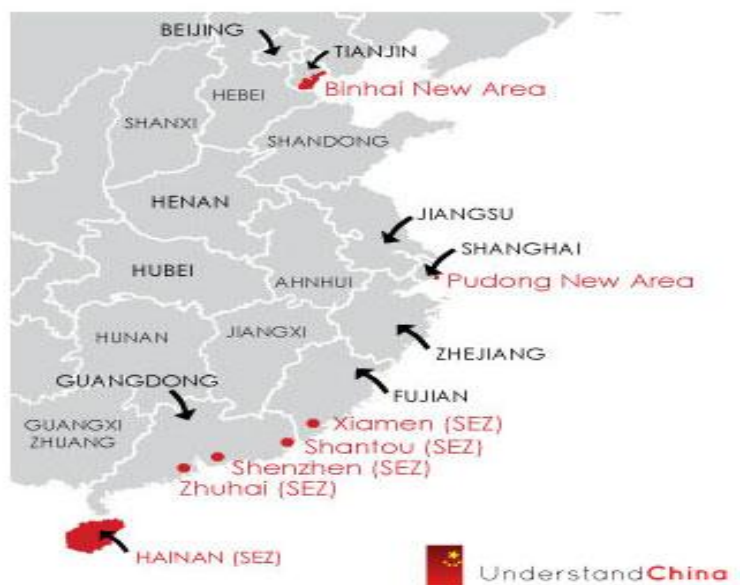 BEIJING
TIANJIN
Binhai New Area
HEBEI
SHANXI
SHANDONG
HENAN
JIANGSU
SHANGHAI
Pudong New Area
HUBEI
AHNHUI
HUNAN
JIANGXI
ZHEJIANG
GUANGDONG
FUJIAN
GUANGXI
ZHUANG
Xiamen (SEZ)
Shantou (SEZ)
Shenzhen (SEZ)
Zhuhai (SEZ)
HAINAN (SEZ)
UnderstandChina